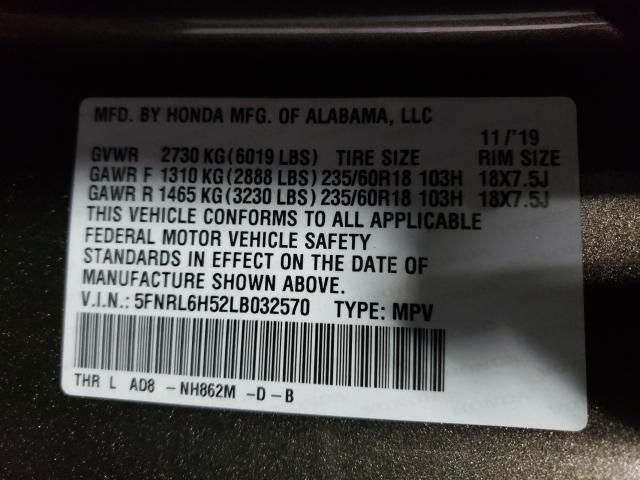 MFD. BY HONDA MFG. OF ALABAMA, LLC
11/'19
GVWR 2730 KG(6019 LBS) TIRE SIZE RIM SIZE
GAWR F 1310 KG(2888 LBS) 235/60R18 103H 18X7.5J
GAWR R 1465 KG(3230 LBS) 235/60R18 103H 18X7.5J
THIS VEHICLE CONFORMS TO ALL APPLICABLE
FEDERAL MOTOR VEHICLE SAFETY
STANDARDS IN EFFECT ON THE DATE OF
MANUFACTURE SHOWN ABOVE.
V.I.N.: 5FNRL6H52LB032570 TYPE: MPV
THR L AD8 -NH862M -D-B